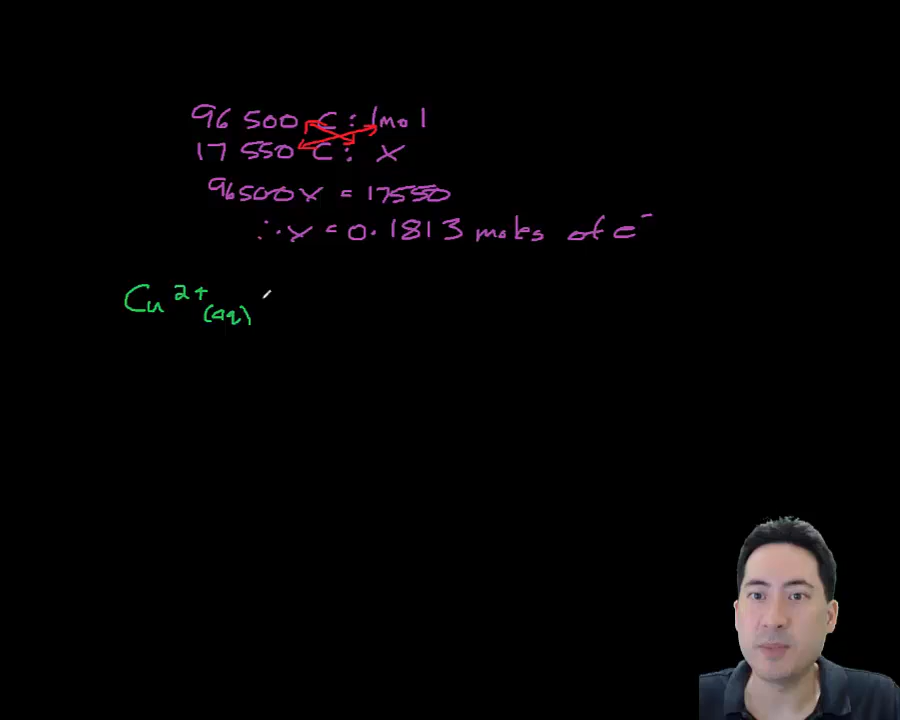 96 500 C : 1mol
17 550 C : x
96500x = 17550
∴ x = 0.1813 moles of e⁻
Cu²⁺(aq)